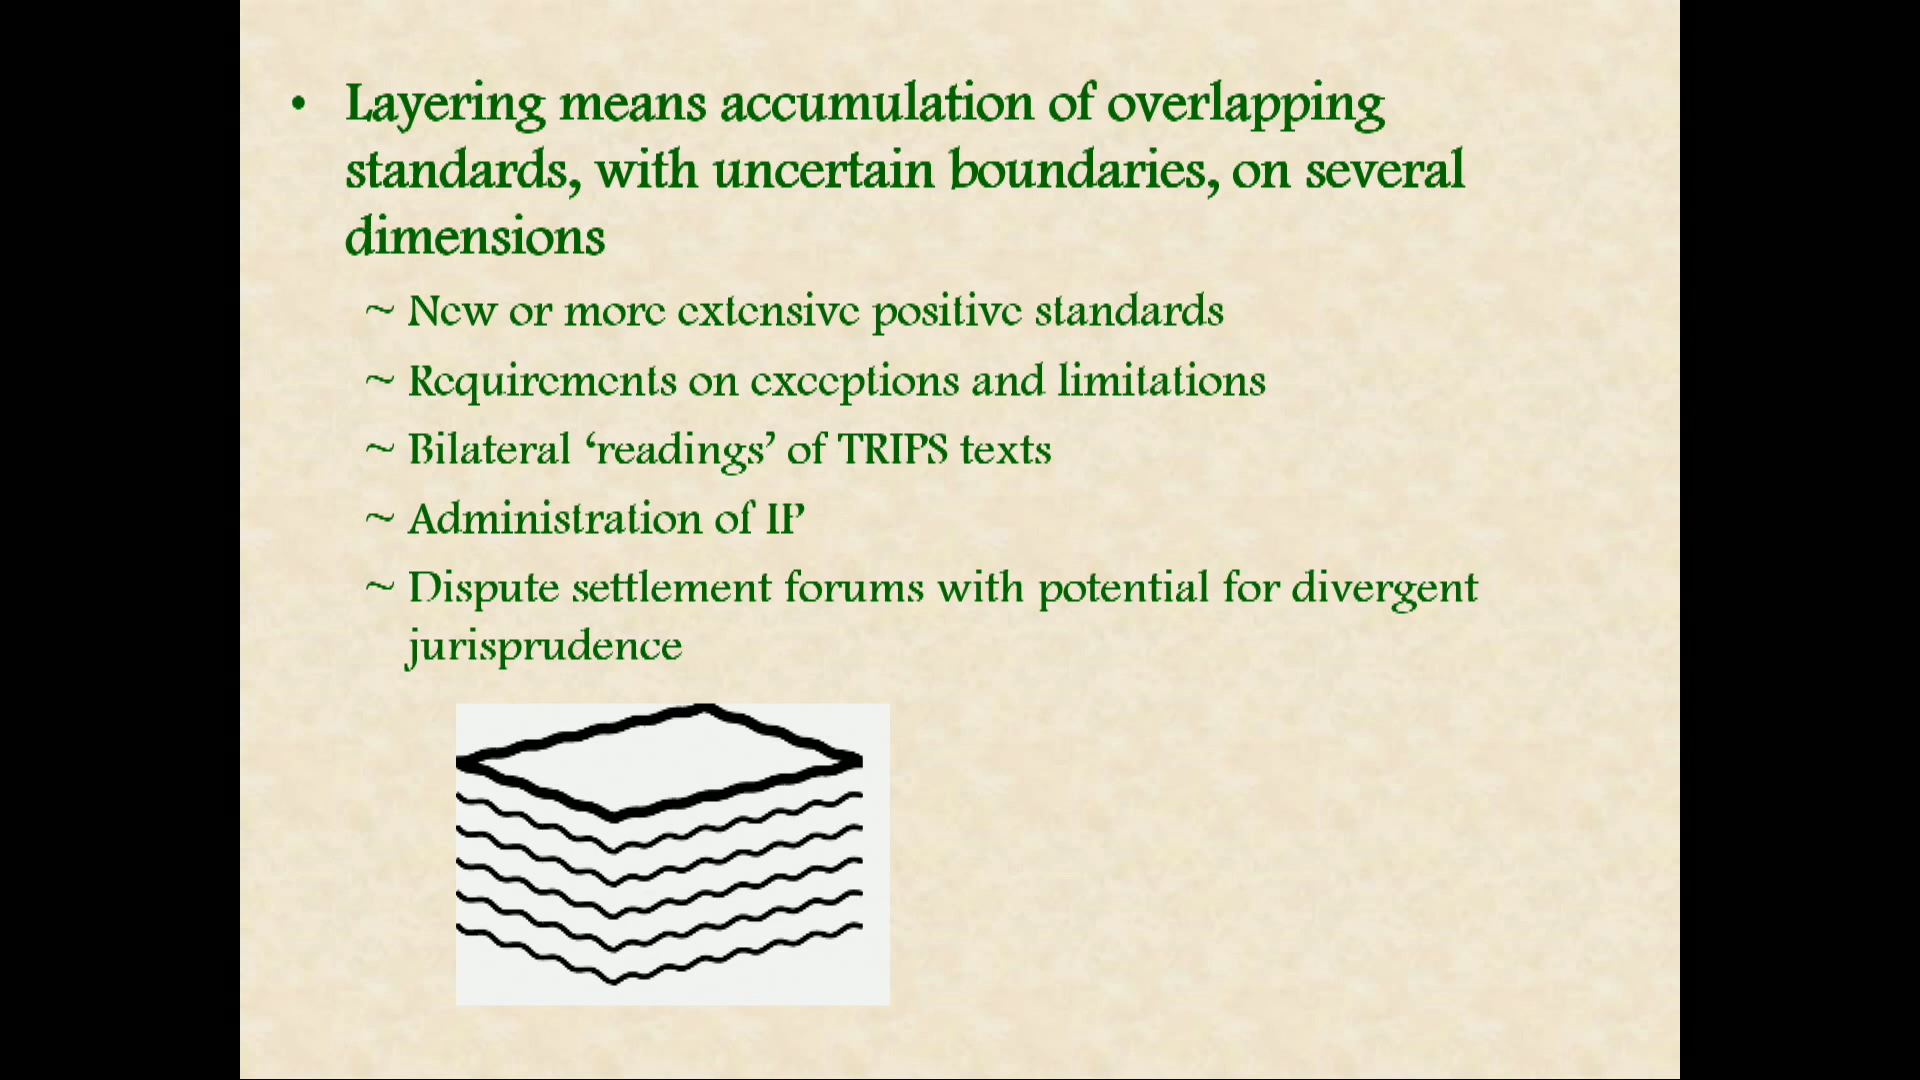 • Layering means accumulation of overlapping
standards, with uncertain boundaries, on several
dimensions
~ New or more extensive positive standards
~ Requirements on exceptions and limitations
~ Bilateral ‘readings’ of TRIPS texts
~ Administration of IP
~ Dispute settlement forums with potential for divergent
jurisprudence